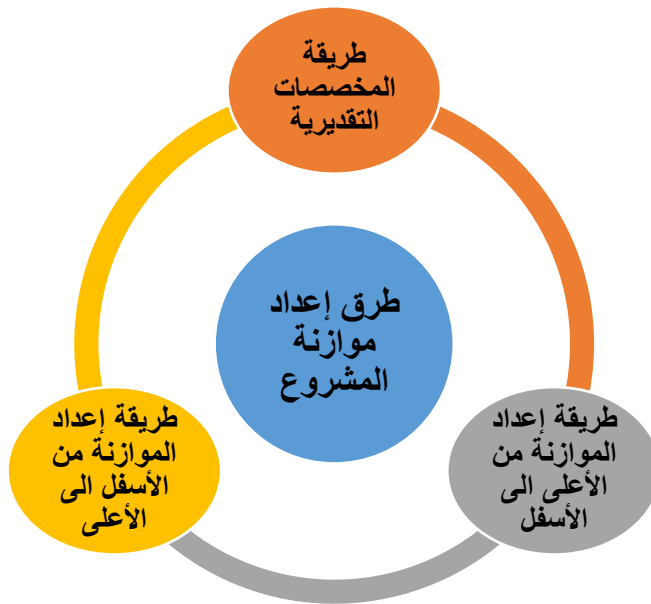 طريقة
المخصصات
التقديرية
طرق إعداد
موازنة
المشروع
طريقة إعداد
الموازنة من
الأعلى الى
الأسفل
طريقة إعداد
الموازنة من
الأسفل الى
الأعلى